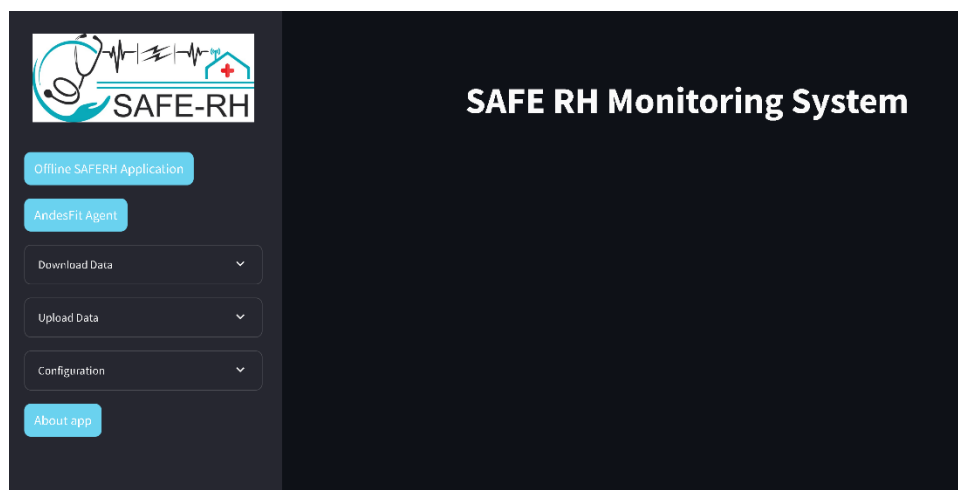 SAFE-RH
Offline SAFERH Application
AndesFit Agent
Download Data
Upload Data
Configuration
About app
SAFE RH Monitoring System